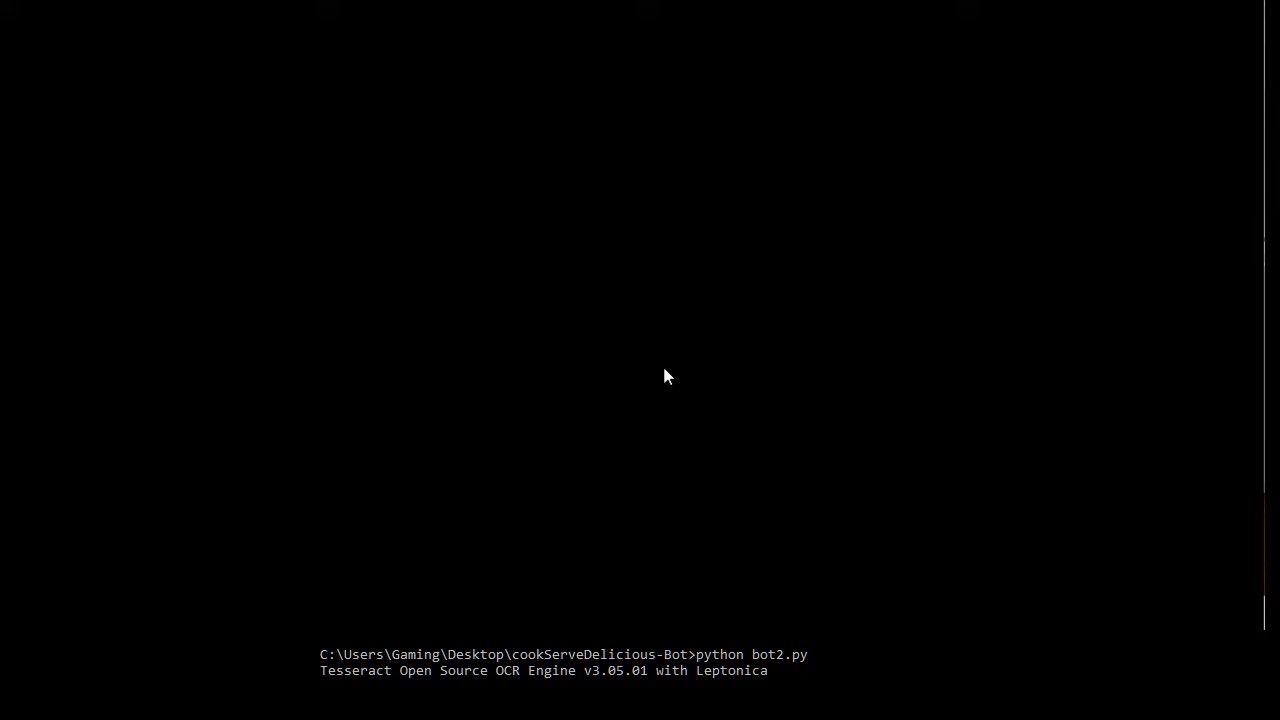 C:\Users\Gaming\Desktop\cookServeDelicious-Bot>python bot2.py
Tesseract Open Source OCR Engine v3.05.01 with Leptonica